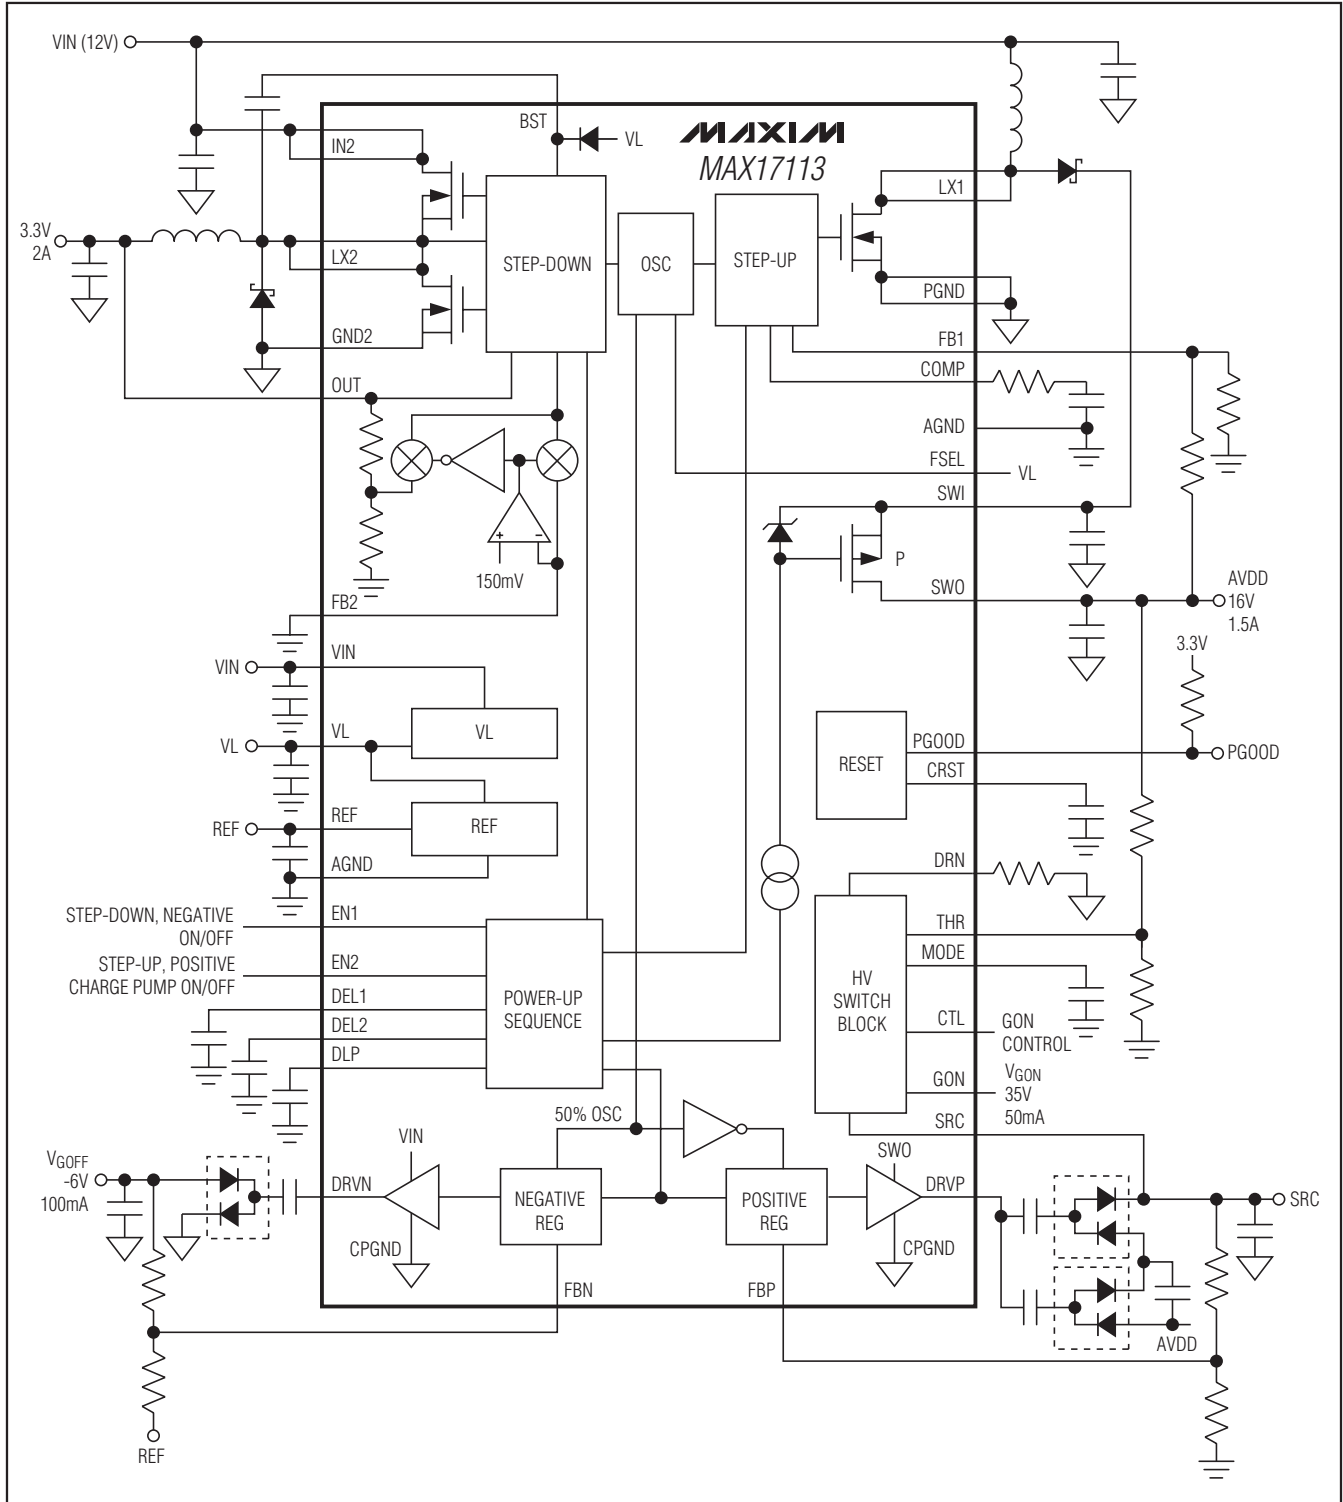 VIN (12V)
BST
VL
MAXIM
MAX17113
IN2
LX1
3.3V
2A
LX2
STEP-DOWN
OSC
STEP-UP
PGND
GND2
FB1
OUT
COMP
AGND
FSEL
VL
SWI
+
-
150mV
P
SWO
AVDD
16V
1.5A
FB2
3.3V
VIN
VIN
VL
VL
VL
PGOOD
PGOOD
RESET
CRST
REF
REF
REF
AGND
DRN
STEP-DOWN, NEGATIVE
ON/OFF
EN1
THR
STEP-UP, POSITIVE
CHARGE PUMP ON/OFF
EN2
MODE
DEL1
POWER-UP
SEQUENCE
HV
SWITCH
BLOCK
DEL2
CTL
GON
CONTROL
DLP
GON
VGON
35V
50mA
50% OSC
SRC
VGOFF
-6V
100mA
VIN
SWO
DRVN
NEGATIVE
REG
POSITIVE
REG
DRVP
SRC
CPGND
CPGND
FBN
FBP
AVDD
REF